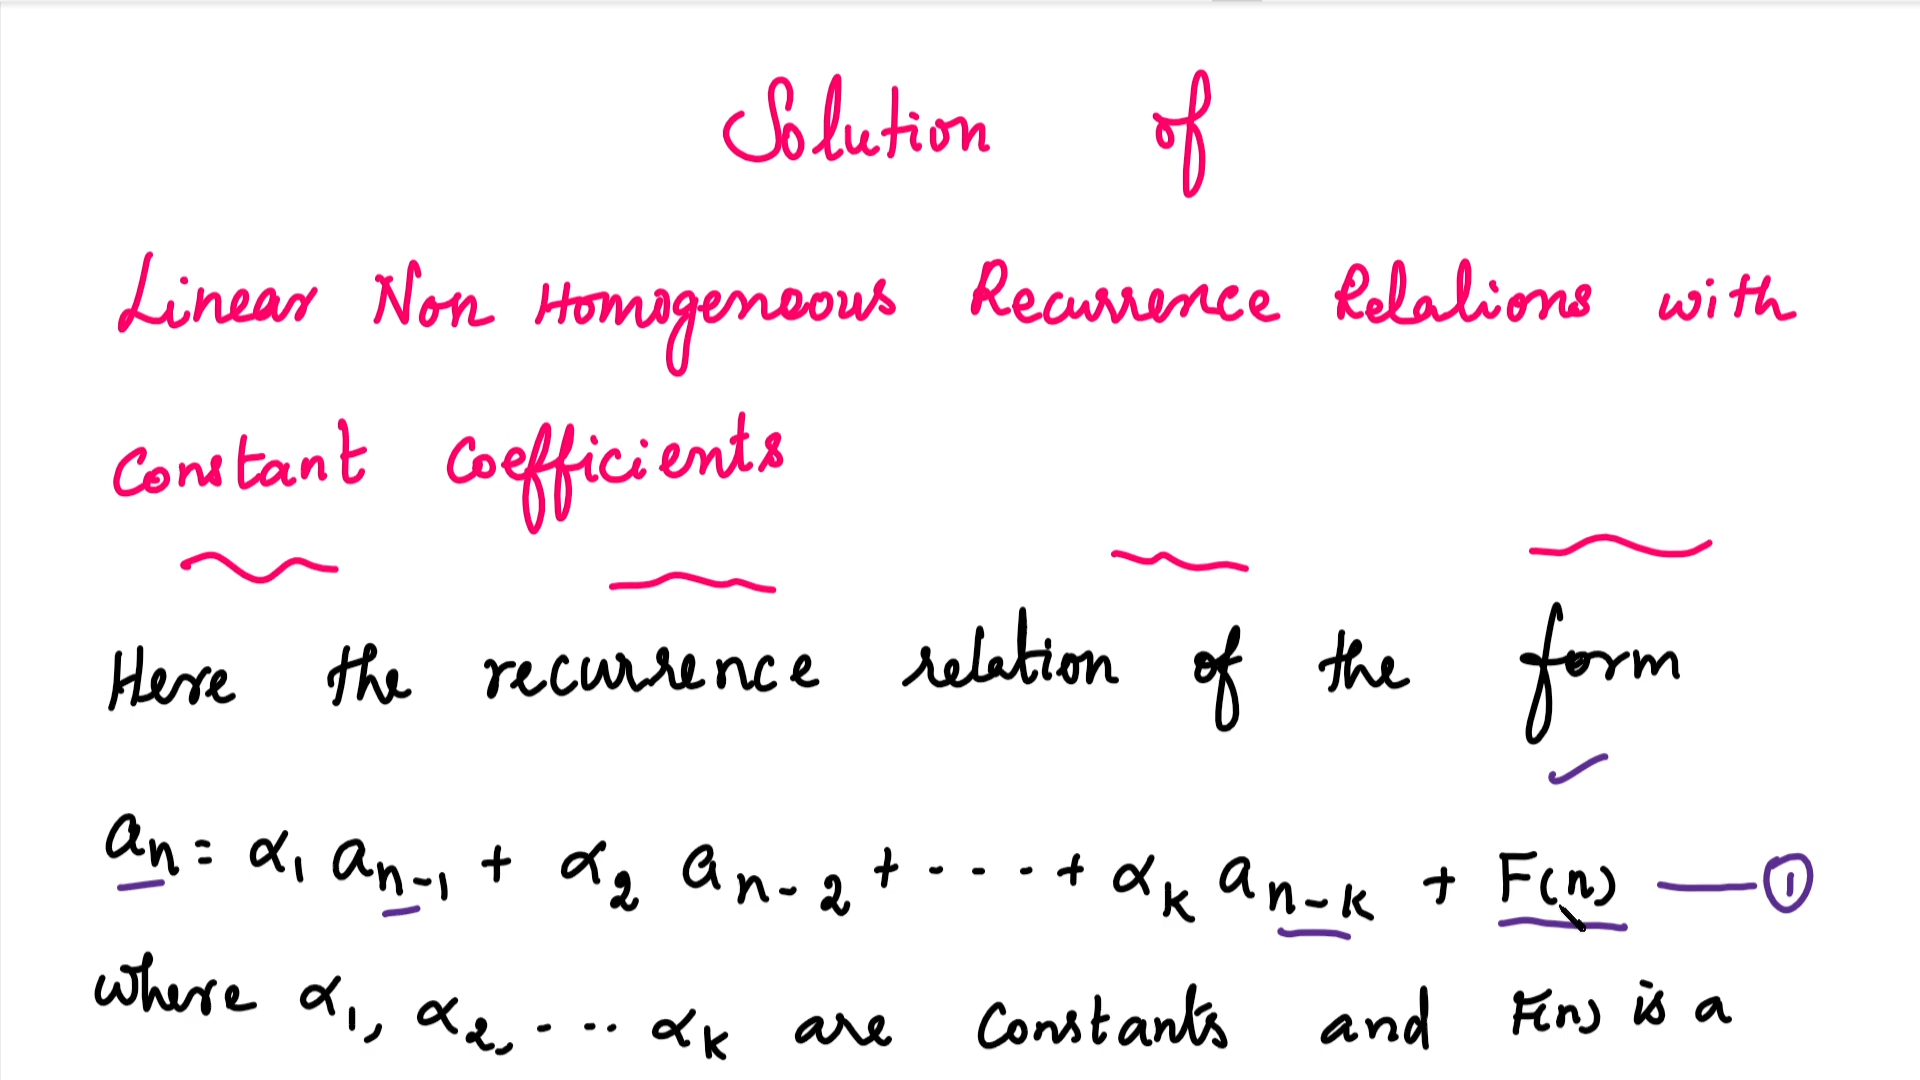 Solution of
Linear Non Homogeneous Recurrence Relations with
Constant Coefficients
Here the recurrence relation of the form
an = α1 an-1 + α2 an-2 + - - - + αk an-k + F(n) —— ①
where α1, α2, - ... αk are Constants and F(n) is a